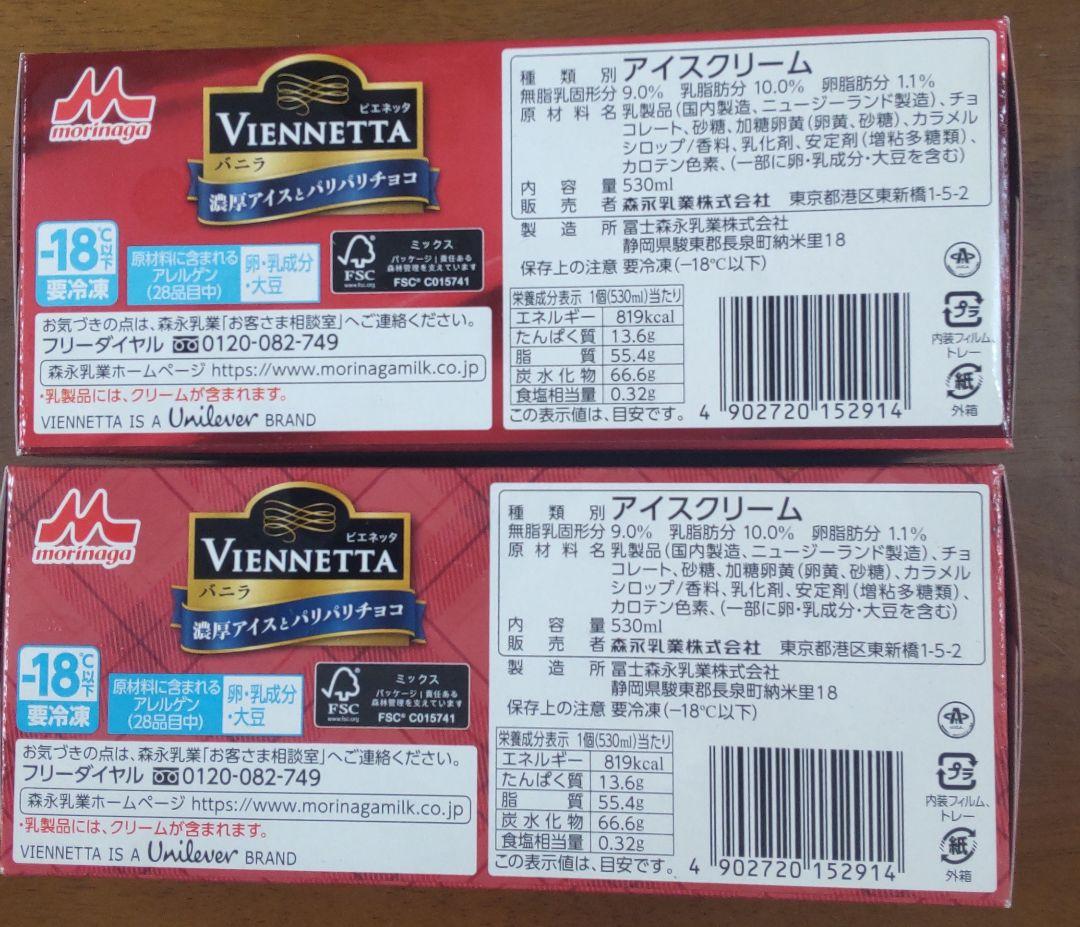 morinaga
ビエネッタ
VIENNETTA
バニラ
濃厚アイスとパリパリチョコ
-18℃以下
要冷凍
原材料に含まれる
アレルゲン
(28品目中)
卵・乳成分
・大豆
FSC
www.fsc.org
ミックス
パッケージ|責任ある
森林管理を支えています
FSC® C015741
お気づきの点は、森永乳業「お客さま相談室」へご連絡ください。
フリーダイヤル 0120-082-749
森永乳業ホームページ https://www.morinagamilk.co.jp
・乳製品には、クリームが含まれます。
VIENNETTA IS A Unilever BRAND
種類別 アイスクリーム
無脂乳固形分 9.0% 乳脂肪分 10.0% 卵脂肪分 1.1%
原材料名 乳製品(国内製造、ニュージーランド製造)、チョ
コレート、砂糖、加糖卵黄(卵黄、砂糖)、カラメル
シロップ/香料、乳化剤、安定剤(増粘多糖類)、
カロテン色素、(一部に卵・乳成分・大豆を含む)
内容量 530ml
販売者 森永乳業株式会社 東京都港区東新橋1-5-2
製造所 冨士森永乳業株式会社
静岡県駿東郡長泉町納米里18
保存上の注意 要冷凍(-18℃以下)
栄養成分表示 1個(530ml)当たり
エネルギー 819kcal
たんぱく質 13.6g
脂質 55.4g
炭水化物 66.6g
食塩相当量 0.32g
この表示値は、目安です。
4 902720 152914
プラ
内装フィルム、
トレー
紙
外箱
morinaga
ビエネッタ
VIENNETTA
バニラ
濃厚アイスとパリパリチョコ
-18℃以下
要冷凍
原材料に含まれる
アレルゲン
(28品目中)
卵・乳成分
・大豆
FSC
www.fsc.org
ミックス
パッケージ|責任ある
森林管理を支えています
FSC® C015741
お気づきの点は、森永乳業「お客さま相談室」へご連絡ください。
フリーダイヤル 0120-082-749
森永乳業ホームページ https://www.morinagamilk.co.jp
・乳製品には、クリームが含まれます。
VIENNETTA IS A Unilever BRAND
種類別 アイスクリーム
無脂乳固形分 9.0% 乳脂肪分 10.0% 卵脂肪分 1.1%
原材料名 乳製品(国内製造、ニュージーランド製造)、チョ
コレート、砂糖、加糖卵黄(卵黄、砂糖)、カラメル
シロップ/香料、乳化剤、安定剤(増粘多糖類)、
カロテン色素、(一部に卵・乳成分・大豆を含む)
内容量 530ml
販売者 森永乳業株式会社 東京都港区東新橋1-5-2
製造所 冨士森永乳業株式会社
静岡県駿東郡長泉町納米里18
保存上の注意 要冷凍(-18℃以下)
栄養成分表示 1個(530ml)当たり
エネルギー 819kcal
たんぱく質 13.6g
脂質 55.4g
炭水化物 66.6g
食塩相当量 0.32g
この表示値は、目安です。
4 902720 152914
プラ
内装フィルム、
トレー
紙
外箱